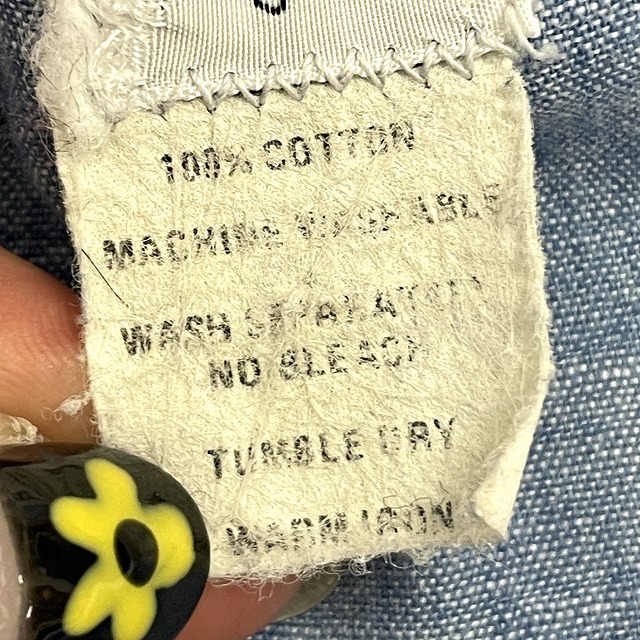 100% COTTON
MACHINE WASHABLE
WASH SEPARATELY
NO BLEACH
TUMBLE DRY
WARM IRON